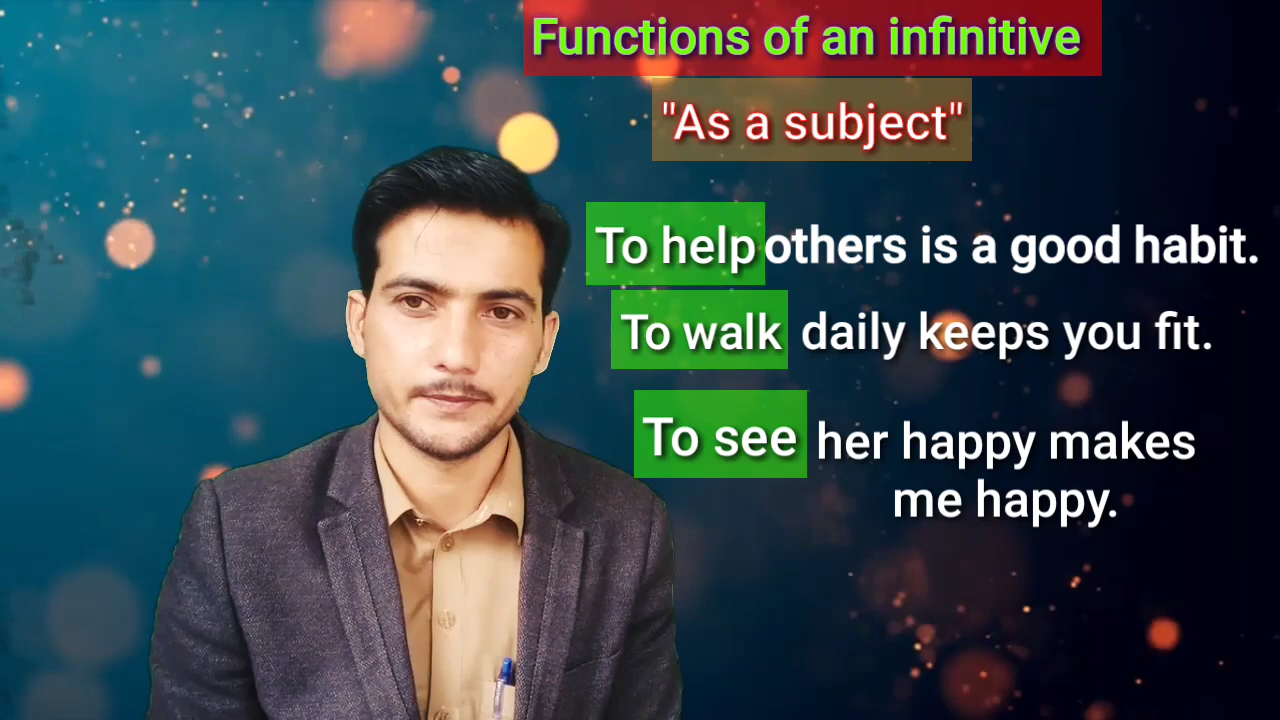 Functions of an infinitive
"As a subject"
To help others is a good habit.
To walk daily keeps you fit.
To see her happy makes
me happy.